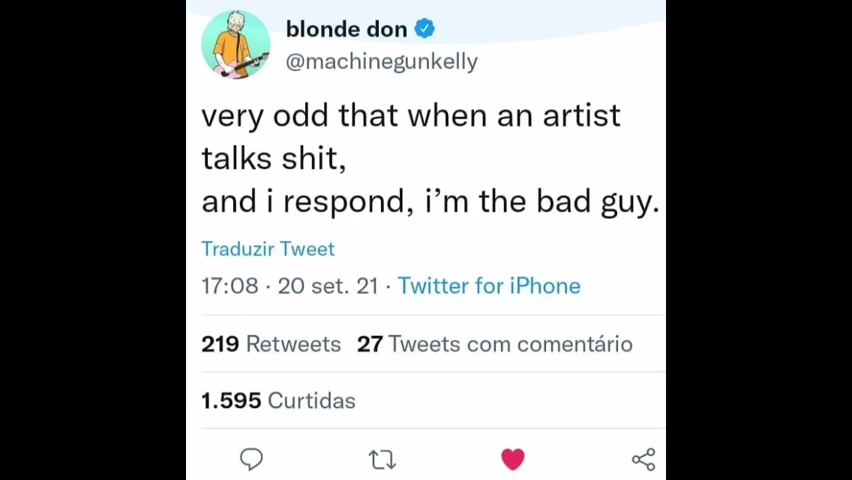 blonde don
@machinegunkelly
very odd that when an artist
talks shit,
and i respond, i’m the bad guy.
Traduzir Tweet
17:08 · 20 set. 21 · Twitter for iPhone
219 Retweets 27 Tweets com comentário
1.595 Curtidas